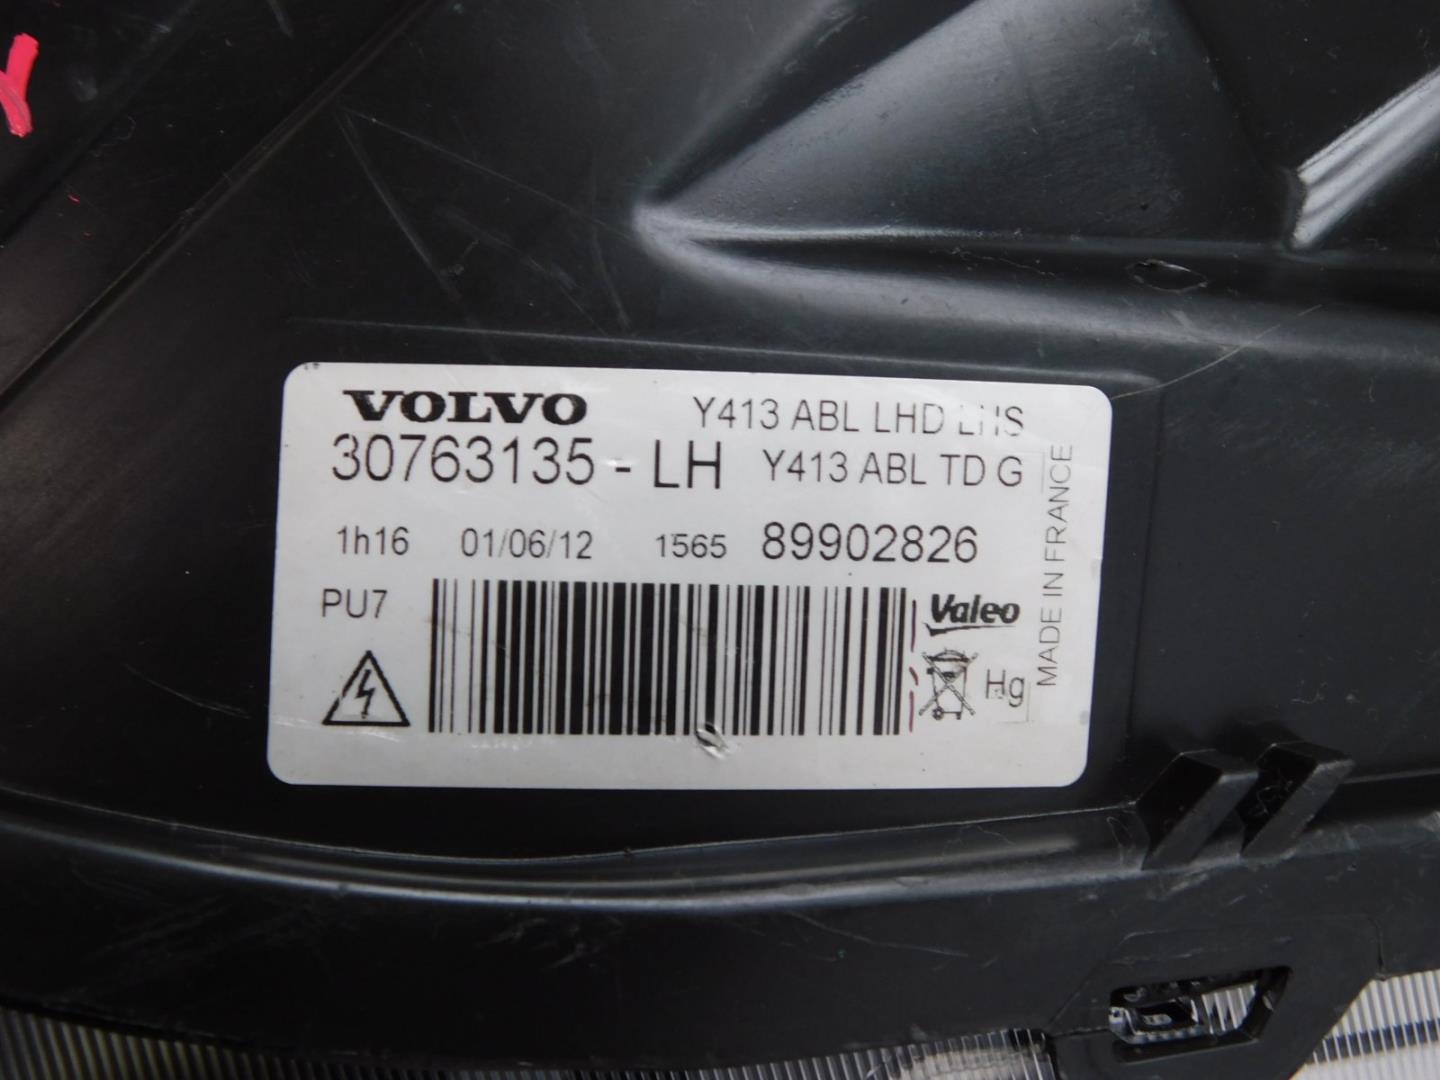 VOLVO Y413 ABL LHD LHS
30763135 - LH Y413 ABL TD G
1h16 01/06/12 1565 89902826
PU7
Valeo
Hg
MADE IN FRANCE